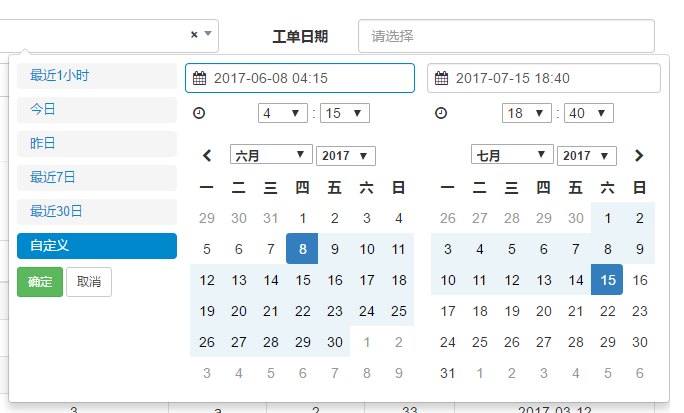 × 工单日期 请选择
最近1小时
今日
昨日
最近7日
最近30日
自定义
确定 取消
2017-06-08 04:15
4 : 15
六月 2017
一 二 三 四 五 六 日
29 30 31 1 2 3 4
5 6 7 8 9 10 11
12 13 14 15 16 17 18
19 20 21 22 23 24 25
26 27 28 29 30 1 2
3 4 5 6 7 8 9
2017-07-15 18:40
18 : 40
七月 2017
一 二 三 四 五 六 日
26 27 28 29 30 1 2
3 4 5 6 7 8 9
10 11 12 13 14 15 16
17 18 19 20 21 22 23
24 25 26 27 28 29 30
31 1 2 3 4 5 6
3 a 2 33 2017-03-12